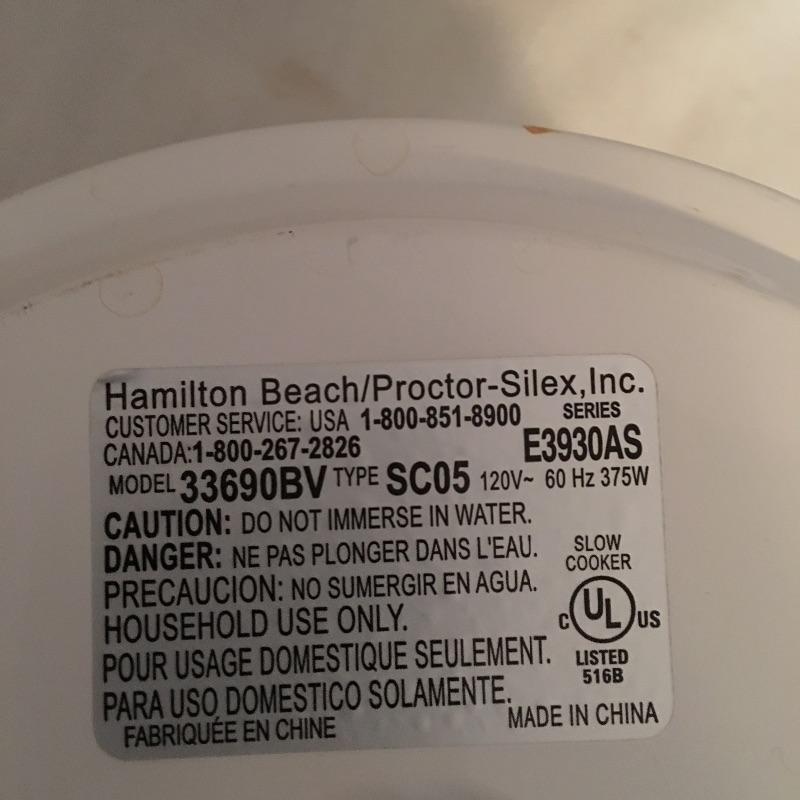 Hamilton Beach/Proctor-Silex,Inc.
CUSTOMER SERVICE: USA 1-800-851-8900
SERIES
CANADA:1-800-267-2826
E3930AS
MODEL 33690BV TYPE SC05 120V~ 60 Hz 375W
CAUTION: DO NOT IMMERSE IN WATER.
DANGER: NE PAS PLONGER DANS L'EAU.
PRECAUCION: NO SUMERGIR EN AGUA.
HOUSEHOLD USE ONLY.
POUR USAGE DOMESTIQUE SEULEMENT.
PARA USO DOMESTICO SOLAMENTE.
FABRIQUÉE EN CHINE
SLOW
COOKER
C UL US
LISTED
516B
MADE IN CHINA